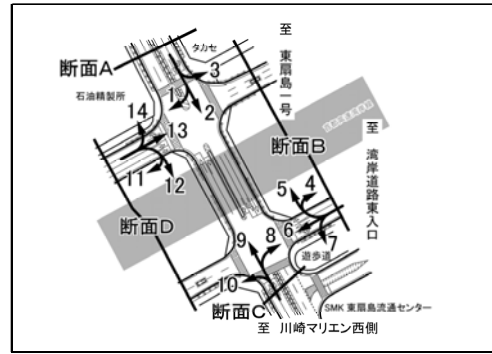 至 東扇島一号
タカセ
断面A
3
石油精製所
1
2
14
13
断面B
至 湾岸道路東入口
11
12
5
4
断面D
6
7
9
8
遊歩道
10
断面C
SMK 東扇島流通センター
至 川崎マリエン西側